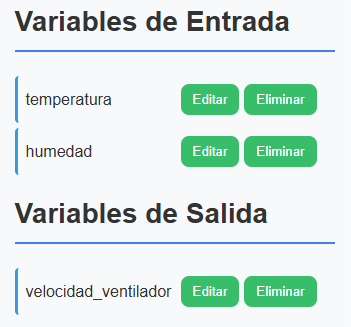 Variables de Entrada
temperatura Editar Eliminar
humedad Editar Eliminar
Variables de Salida
velocidad_ventilador Editar Eliminar